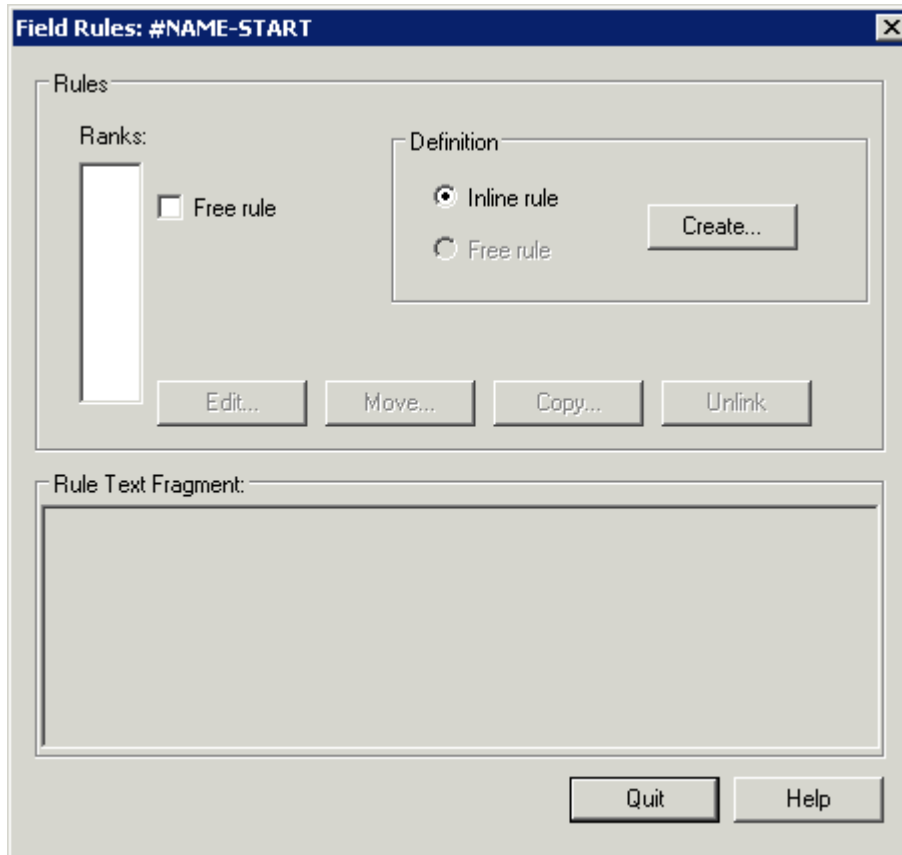 Field Rules: #NAME-START
Rules
Ranks:
Free rule
Definition
Inline rule
Free rule
Create...
Edit...
Move...
Copy...
Unlink
Rule Text Fragment:
Quit
Help